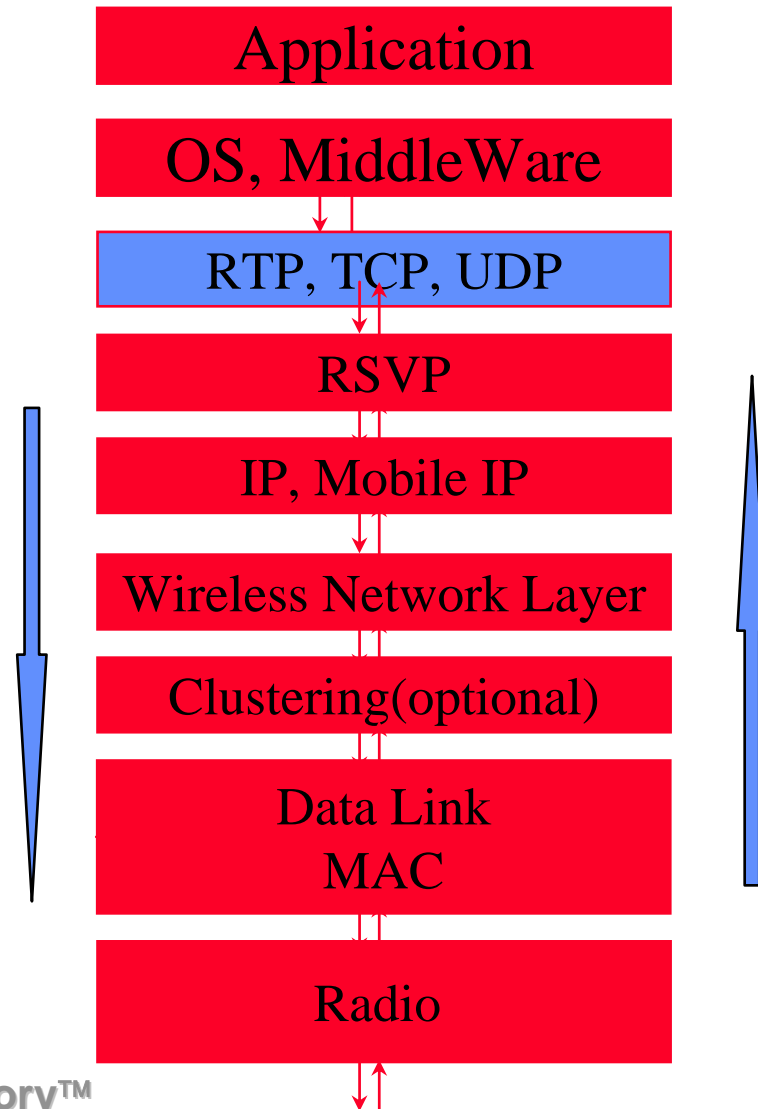 Application
OS, MiddleWare
RTP, TCP, UDP
RSVP
IP, Mobile IP
Wireless Network Layer
Clustering(optional)
Data Link
MAC
Radio